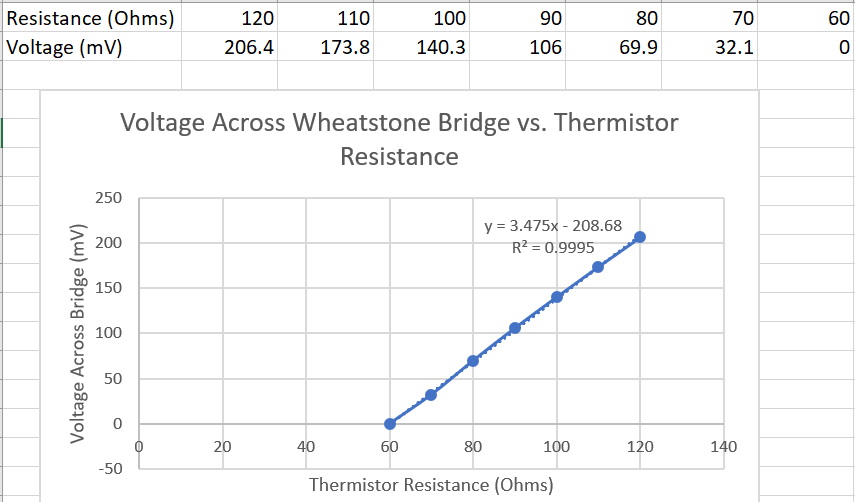 Resistance (Ohms) 120 110 100 90 80 70 60
Voltage (mV) 206.4 173.8 140.3 106 69.9 32.1 0
Voltage Across Wheatstone Bridge vs. Thermistor
Resistance
y = 3.475x - 208.68
R² = 0.9995
Voltage Across Bridge (mV)
250
200
150
100
50
0
-50
0 20 40 60 80 100 120 140
Thermistor Resistance (Ohms)